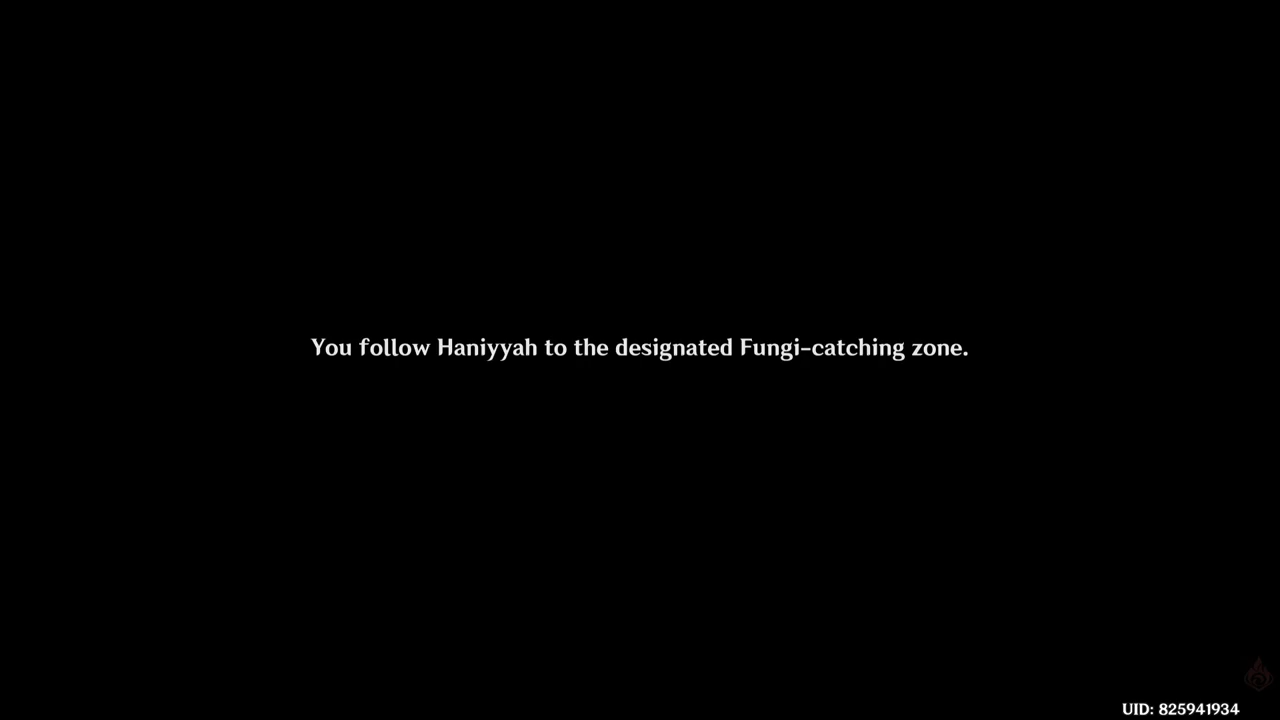 You follow Haniyyah to the designated Fungi-catching zone.
UID: 825941934